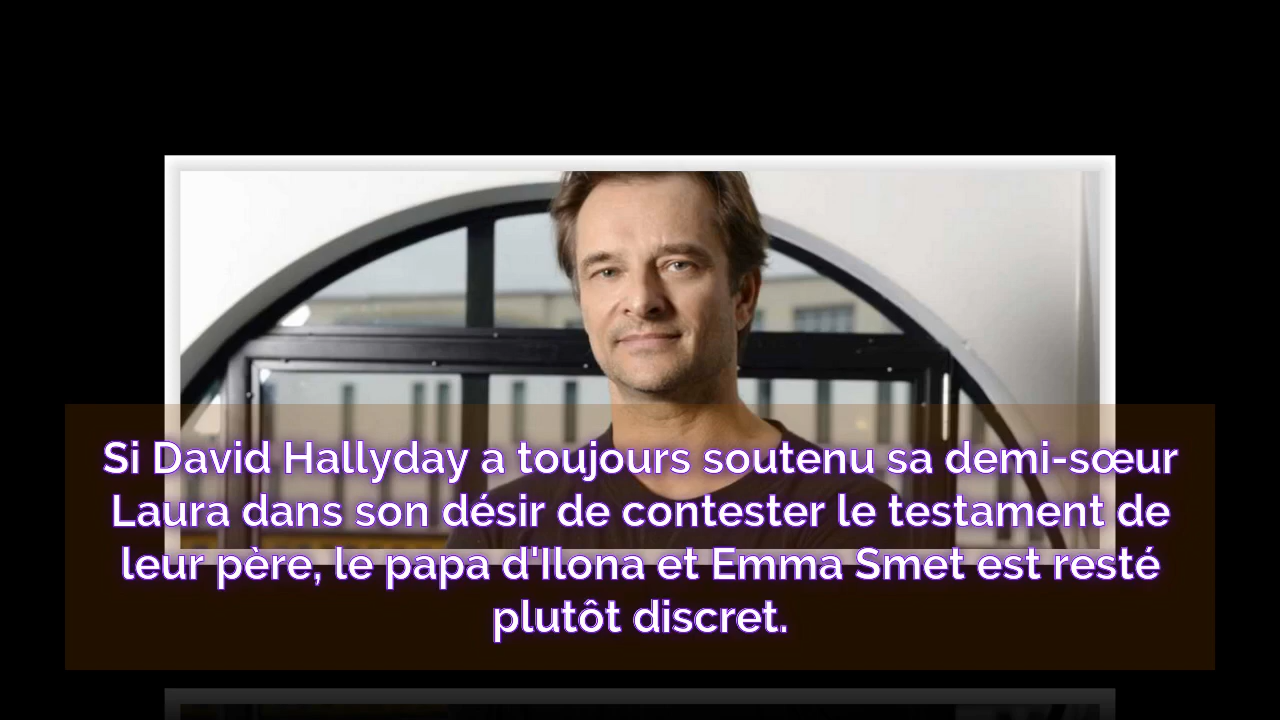 Si David Hallyday a toujours soutenu sa demi-sœur
Laura dans son désir de contester le testament de
leur père, le papa d'Ilona et Emma Smet est resté
plutôt discret.